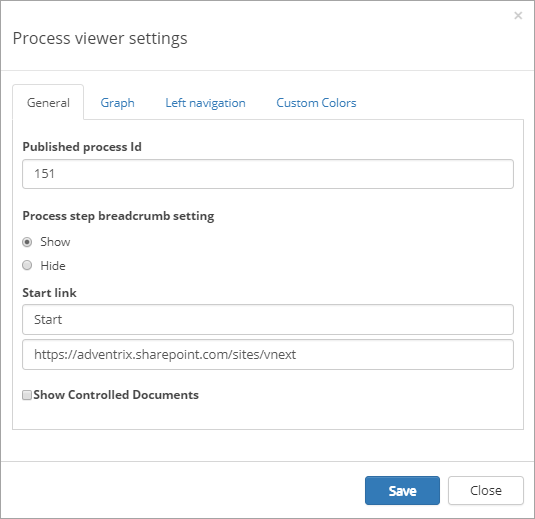 ×
Process viewer settings
General Graph Left navigation Custom Colors
Published process Id
151
Process step breadcrumb setting
Show
Hide
Start link
Start
https://adventrix.sharepoint.com/sites/vnext
Show Controlled Documents
Save Close